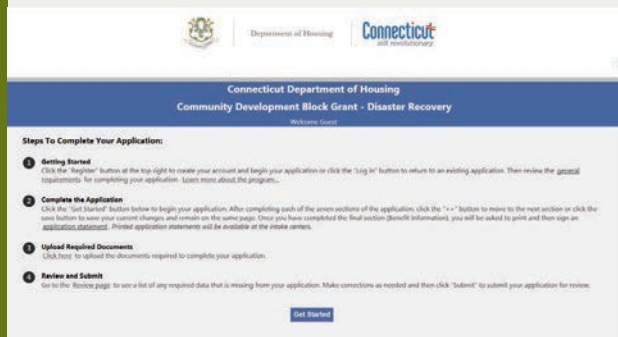 Department of Housing
Connecticut
still revolutionary
Connecticut Department of Housing
Community Development Block Grant - Disaster Recovery
Welcome Guest
Steps To Complete Your Application:
1 Getting Started
Click the "Register" button at the top right to create your account and begin your application or click the "Log in" button to return to an existing application. Then review the general
requirements for completing your application. Learn more about the program...
2 Complete the Application
Click the "Get Started" button below to begin your application. After completing each of the seven sections of the application, click the ">>" button to move to the next section or click the
save button to save your current changes and remain on the same page. Once you have completed the final section (Benefit Information), you will be asked to print and then sign an
application statement. Printed application statements will be available at the intake centers.
3 Upload Required Documents
Click here to upload the documents required to complete your application.
4 Review and Submit
Go to the Review page to see a list of any required data that is missing from your application. Make corrections as needed and then click "Submit" to submit your application for review.
Get Started